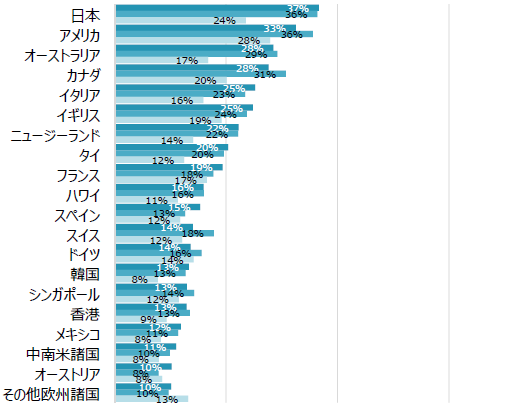 日本 37% 36% 24%
アメリカ 33% 36% 28%
オーストラリア 28% 29% 17%
カナダ 28% 31% 20%
イタリア 25% 23% 16%
イギリス 25% 24% 19%
ニュージーランド 22% 22% 14%
タイ 20% 20% 12%
フランス 19% 18% 17%
ハワイ 16% 16% 11%
スペイン 15% 13% 12%
スイス 14% 18% 12%
ドイツ 14% 16% 14%
韓国 13% 13% 8%
シンガポール 13% 14% 12%
香港 13% 13% 9%
メキシコ 12% 11% 8%
中南米諸国 11% 10% 8%
オーストリア 10% 8% 8%
その他欧州諸国 10% 10% 13%